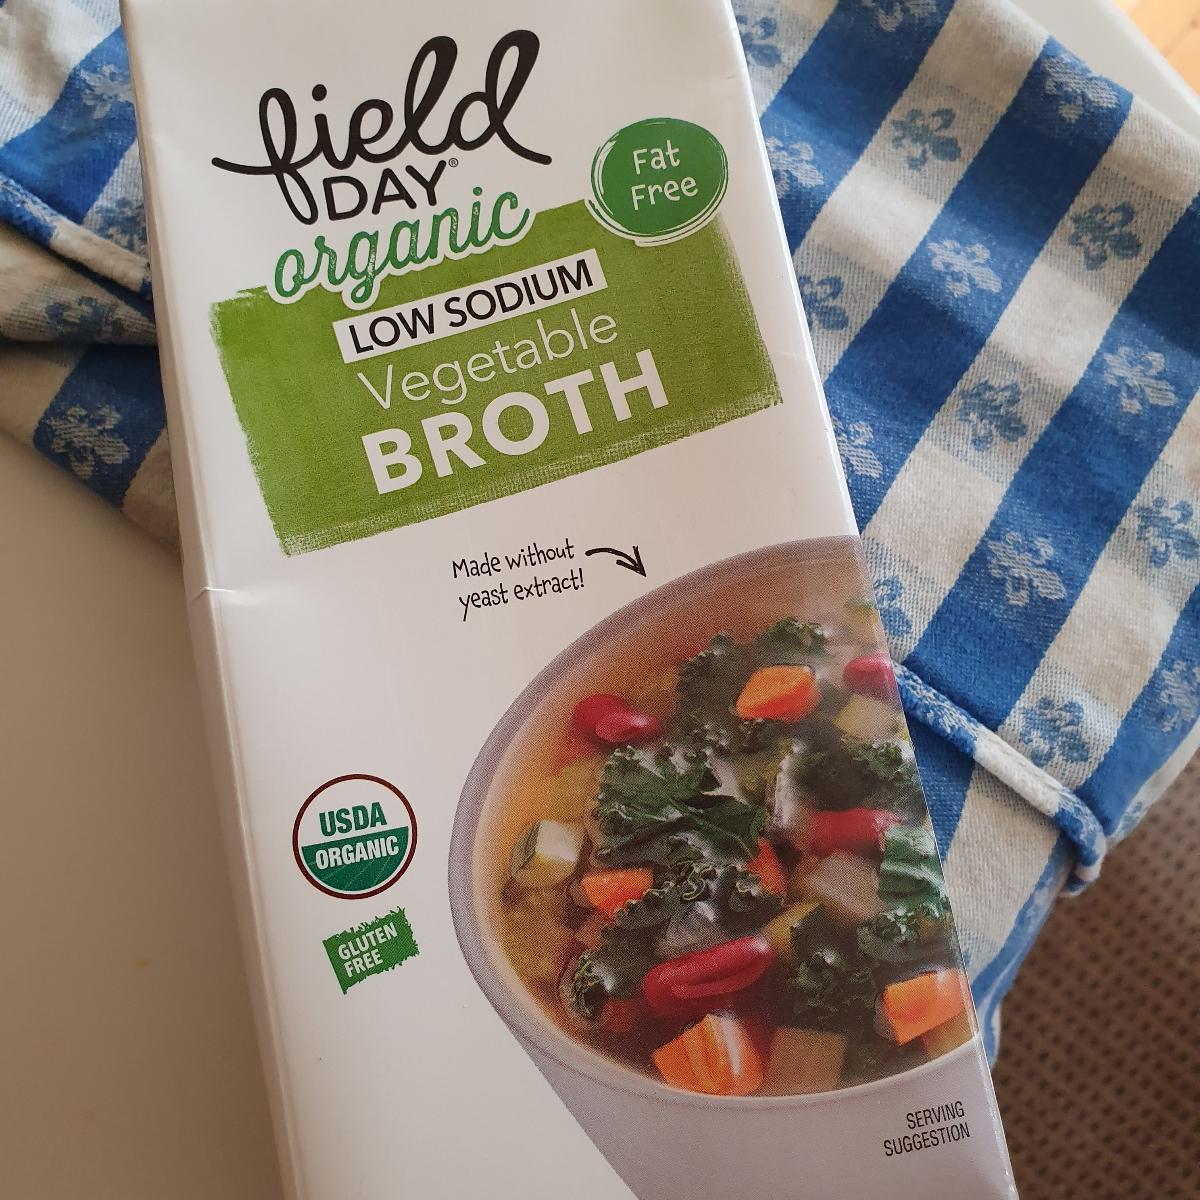 field
DAY®
organic
Fat
Free
LOW SODIUM
Vegetable
BROTH
Made without
yeast extract!
USDA
ORGANIC
GLUTEN
FREE
SERVING
SUGGESTION